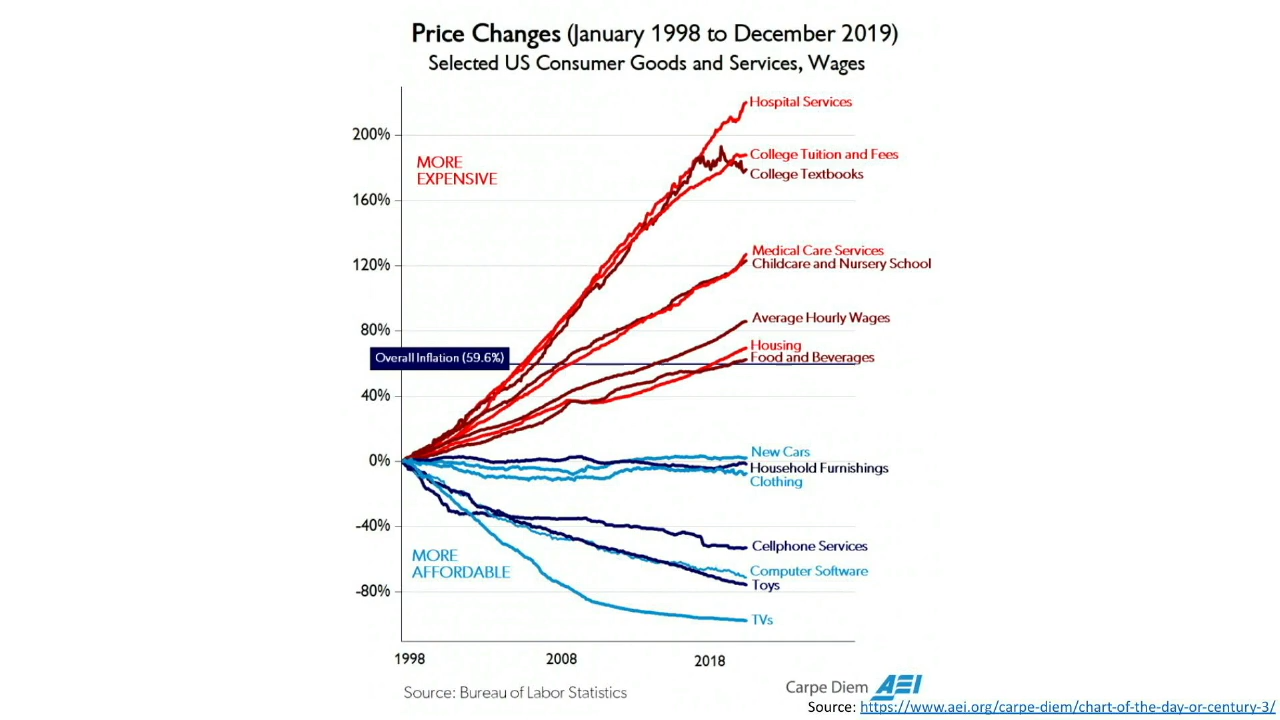 Price Changes (January 1998 to December 2019)
Selected US Consumer Goods and Services, Wages
Hospital Services
200%
College Tuition and Fees
MORE
EXPENSIVE
College Textbooks
160%
Medical Care Services
120%
Childcare and Nursery School
Average Hourly Wages
80%
Housing
Overall Inflation (59.6%)
Food and Beverages
40%
New Cars
0%
Household Furnishings
Clothing
-40%
Cellphone Services
MORE
AFFORDABLE
Computer Software
Toys
-80%
TVs
1998 2008 2018
Source: Bureau of Labor Statistics
Carpe Diem AEI
Source: https://www.aei.org/carpe-diem/chart-of-the-day-or-century-3/